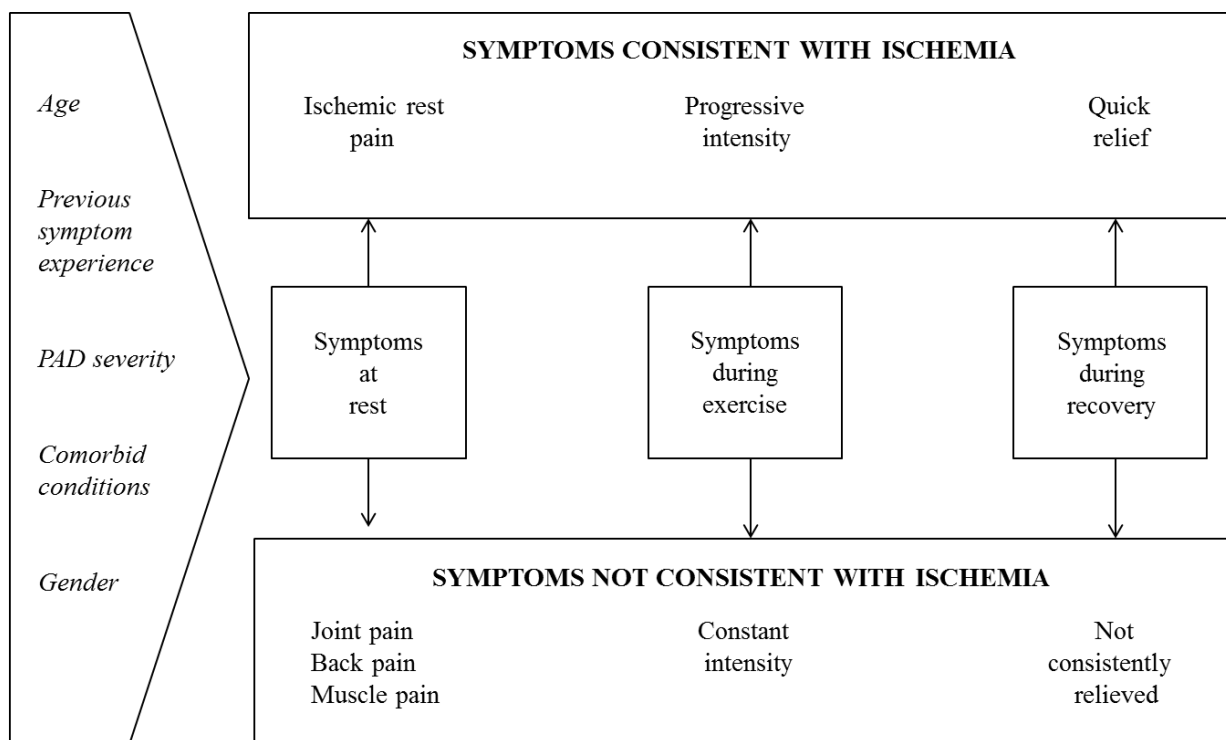 Age
Previous
symptom
experience
PAD severity
Comorbid
conditions
Gender
SYMPTOMS CONSISTENT WITH ISCHEMIA
Ischemic rest
pain
Progressive
intensity
Quick
relief
Symptoms
at
rest
Symptoms
during
exercise
Symptoms
during
recovery
SYMPTOMS NOT CONSISTENT WITH ISCHEMIA
Joint pain
Back pain
Muscle pain
Constant
intensity
Not
consistently
relieved